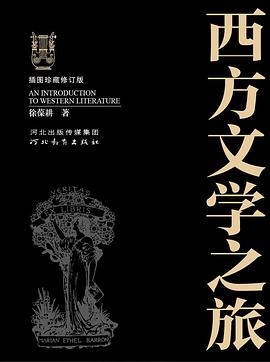 西方文学之旅
插图珍藏修订版
AN INTRODUCTION
TO WESTERN LITERATURE
徐葆耕 著
河北出版传媒集团
河北教育出版社
VERITAS
EX LIBRIS
MARIAN ETHEL BARRON